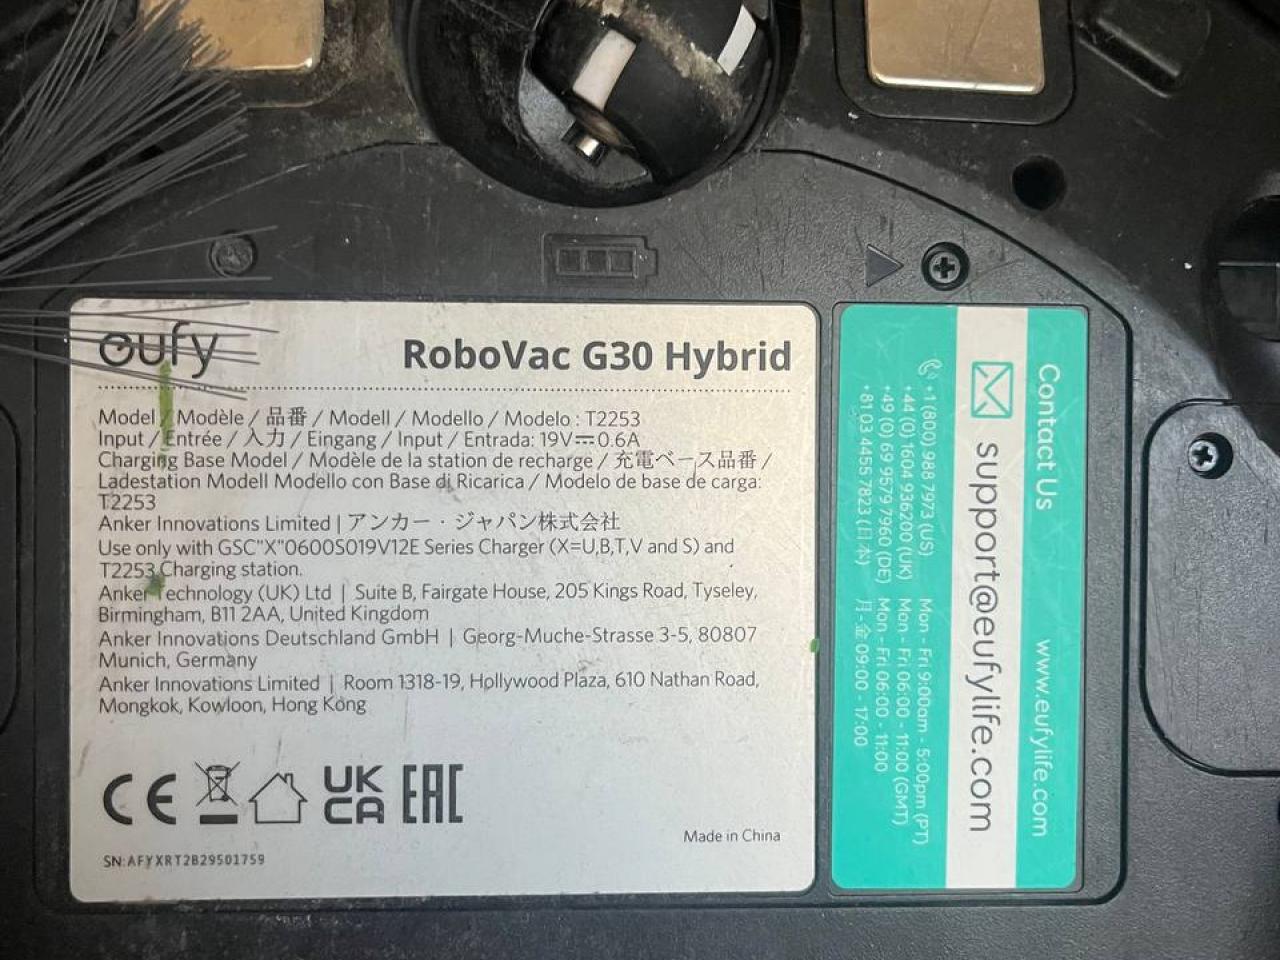 eufy
RoboVac G30 Hybrid
Model / Modèle / 品番 / Modell / Modello / Modelo : T2253
Input / Entrée / 入力 / Eingang / Input / Entrada: 19V⎓0.6A
Charging Base Model / Modèle de la station de recharge / 充電ベース品番 /
Ladestation Modell Modello con Base di Ricarica / Modelo de base de carga:
T2253
Anker Innovations Limited | アンカー・ジャパン株式会社
Use only with GSC"X"0600S019V12E Series Charger (X=U,B,T,V and S) and
T2253 Charging station.
Anker Technology (UK) Ltd | Suite B, Fairgate House, 205 Kings Road, Tyseley,
Birmingham, B11 2AA, United Kingdom
Anker Innovations Deutschland GmbH | Georg-Muche-Strasse 3-5, 80807
Munich, Germany
Anker Innovations Limited | Room 1318-19, Hollywood Plaza, 610 Nathan Road,
Mongkok, Kowloon, Hong Kong
CE UK CA EAC
Made in China
SN:AFYXRT2B29501759
Contact Us www.eufylife.com
support@eufylife.com
+1 (800) 988 7973 (US) Mon - Fri 9:00am - 5:00pm (PT)
+44 (0) 1604 936200 (UK) Mon - Fri 06:00 - 11:00 (GMT)
+49 (0) 69 9579 7960 (DE) Mon - Fri 06:00 - 11:00
+81 03 4455 7823 (日本) 月-金 09:00 - 17:00